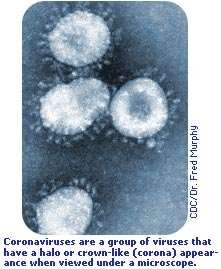 CDC/Dr. Fred Murphy
Coronaviruses are a group of viruses that
have a halo or crown-like (corona) appear-
ance when viewed under a microscope.